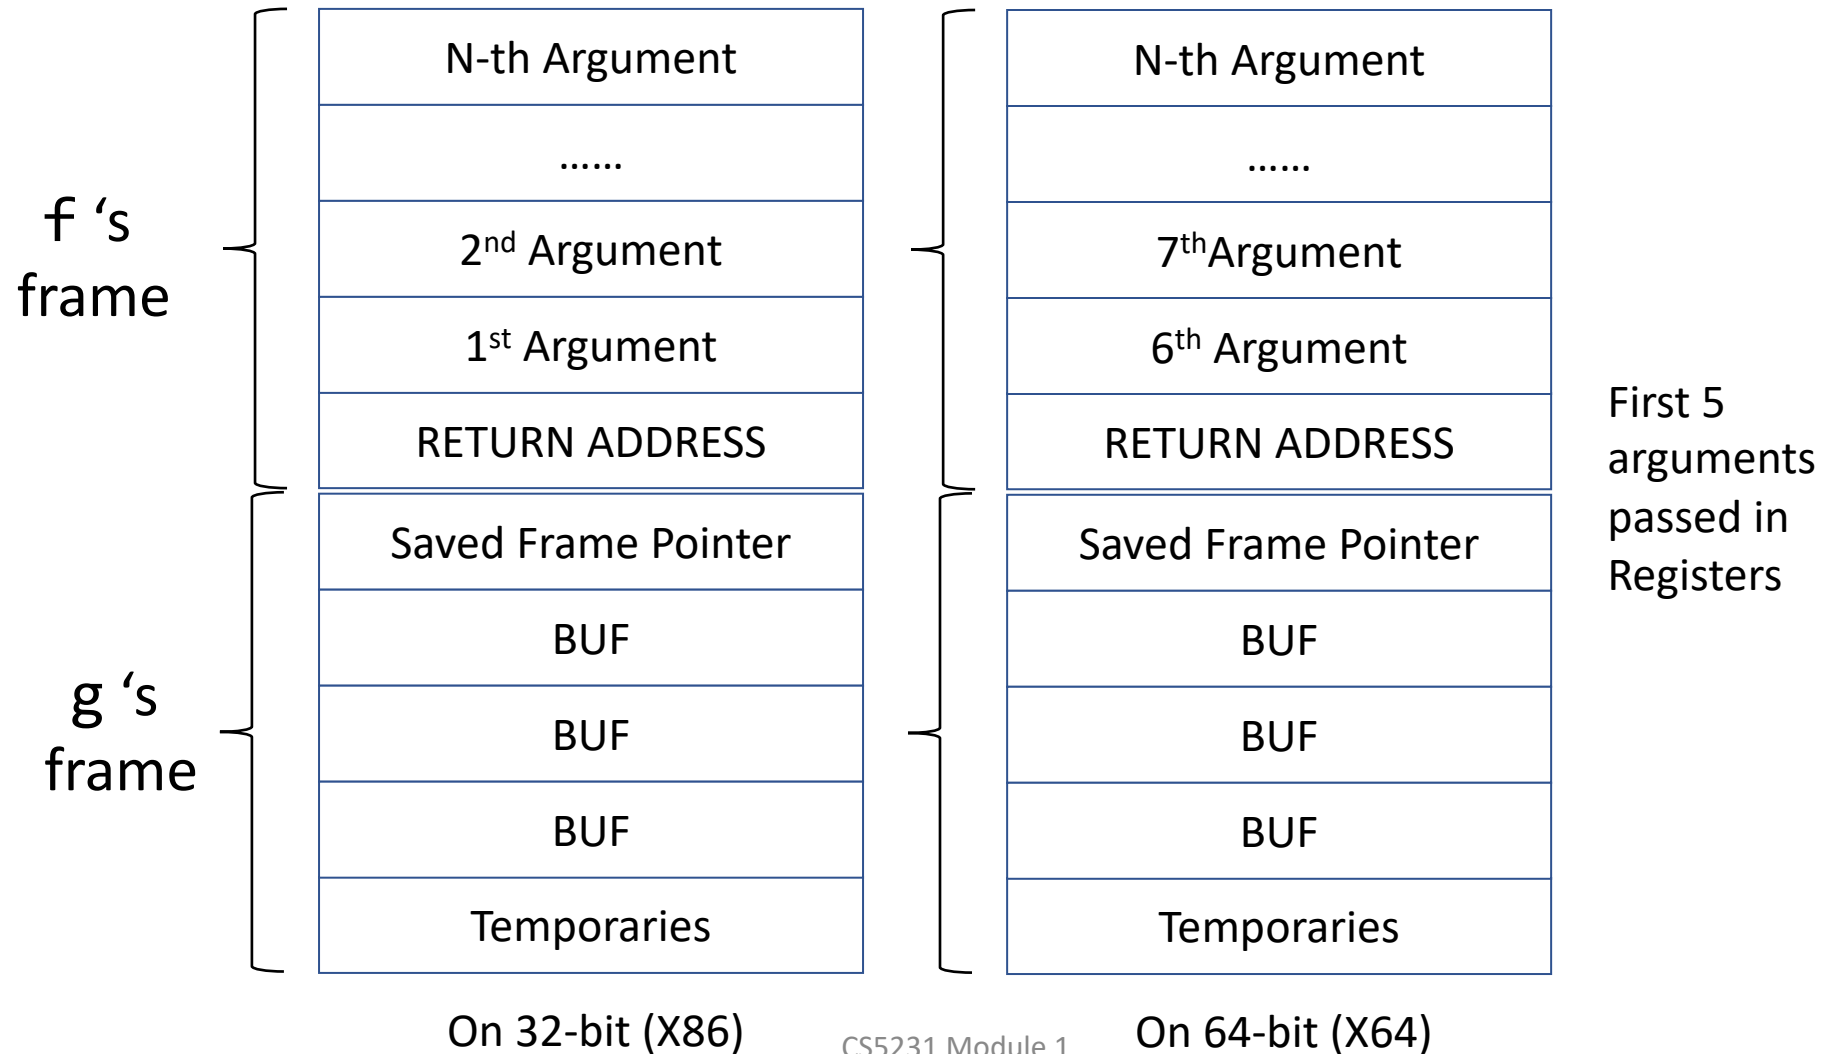 f ‘s
frame
N-th Argument
……
2nd Argument
1st Argument
RETURN ADDRESS
g ‘s
frame
Saved Frame Pointer
BUF
BUF
BUF
Temporaries
On 32-bit (X86)
N-th Argument
……
7thArgument
6th Argument
RETURN ADDRESS
Saved Frame Pointer
BUF
BUF
BUF
Temporaries
On 64-bit (X64)
First 5
arguments
passed in
Registers
CS5231 Module 1